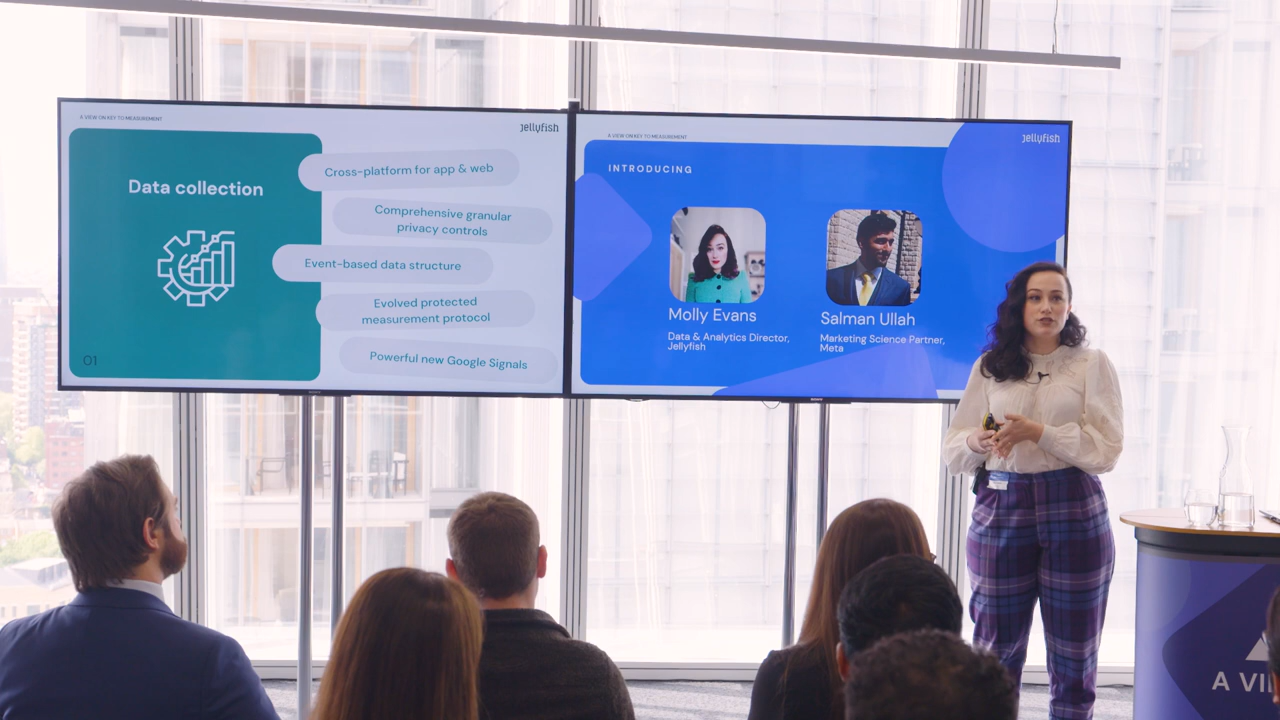 A VIEW ON KEY TO MEASUREMENT
jellyfish
Data collection
01
Cross-platform for app & web
Comprehensive granular
privacy controls
Event-based data structure
Evolved protected
measurement protocol
Powerful new Google Signals
A VIEW ON KEY TO MEASUREMENT
jellyfish
INTRODUCING
Molly Evans
Data & Analytics Director,
Jellyfish
Salman Ullah
Marketing Science Partner,
Meta